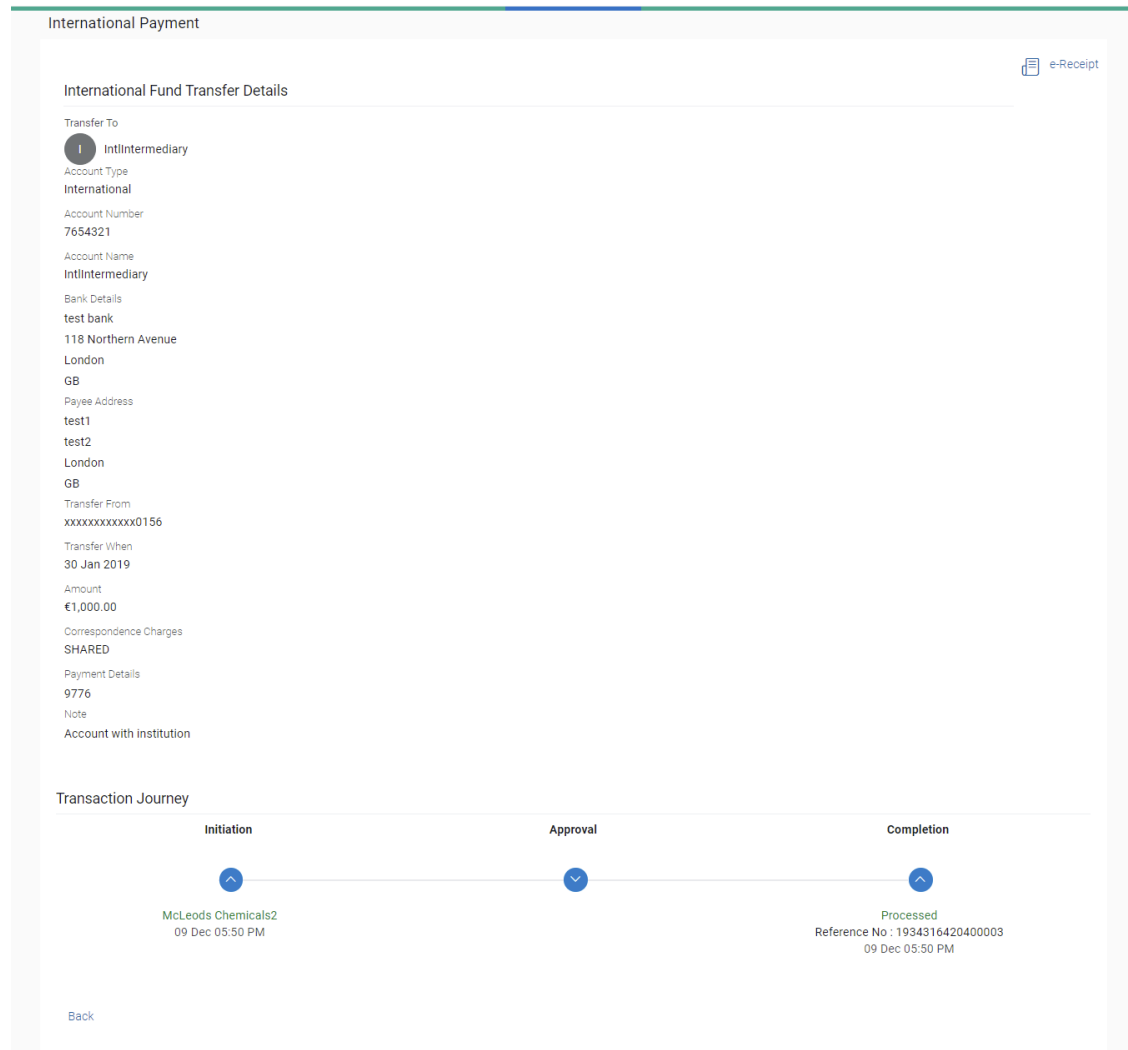 International Payment
e-Receipt
International Fund Transfer Details
Transfer To
I IntlIntermediary
Account Type
International
Account Number
7654321
Account Name
IntlIntermediary
Bank Details
test bank
118 Northern Avenue
London
GB
Payee Address
test1
test2
London
GB
Transfer From
xxxxxxxxxxxx0156
Transfer When
30 Jan 2019
Amount
€1,000.00
Correspondence Charges
SHARED
Payment Details
9776
Note
Account with institution
Transaction Journey
Initiation Approval Completion
McLeods Chemicals2 Processed
09 Dec 05:50 PM Reference No : 1934316420400003
09 Dec 05:50 PM
Back